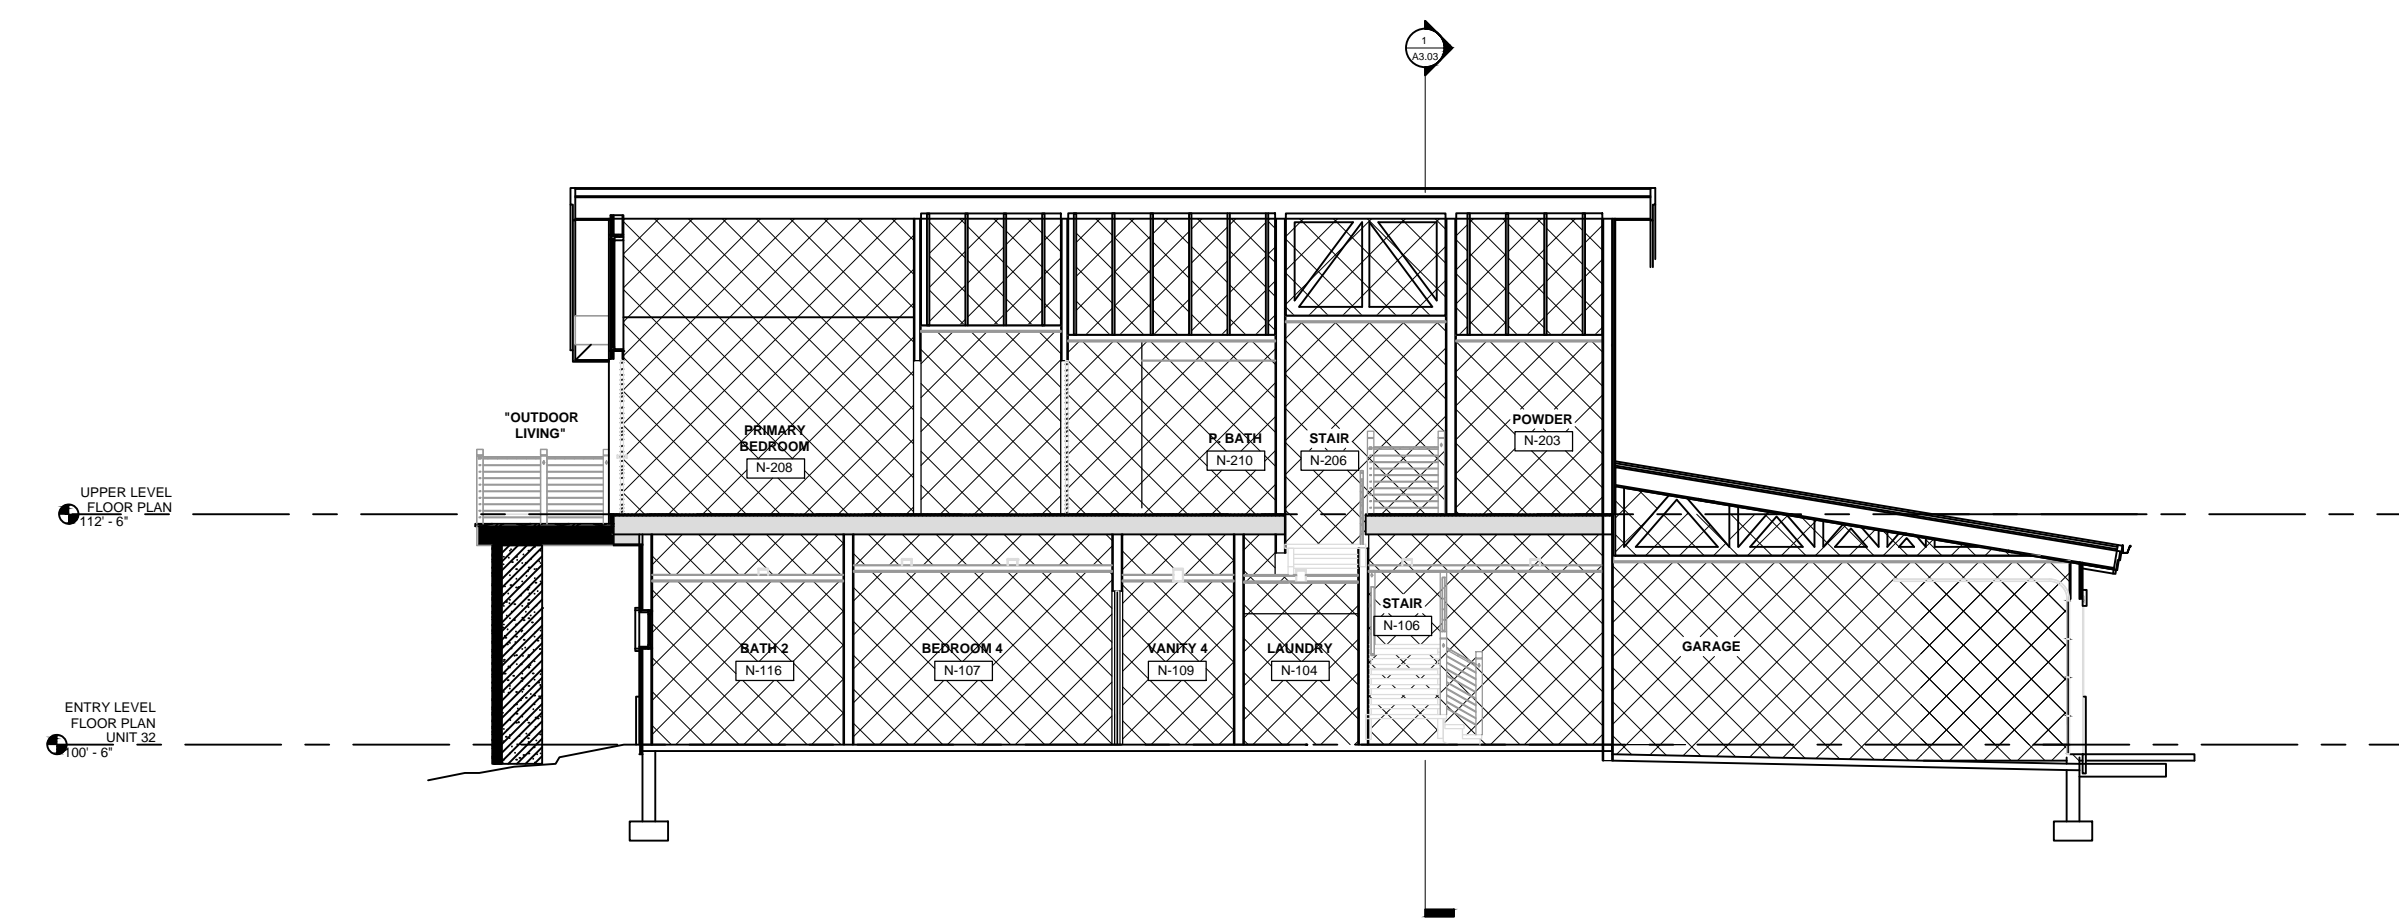 1
A3.03
"OUTDOOR
LIVING"
PRIMARY
BEDROOM
N-208
P. BATH
N-210
STAIR
N-206
POWDER
N-203
UPPER LEVEL
FLOOR PLAN
112' - 6"
BATH 2
N-116
BEDROOM 4
N-107
VANITY 4
N-109
LAUNDRY
N-104
STAIR
N-106
GARAGE
ENTRY LEVEL
FLOOR PLAN
UNIT 32
100' - 6"